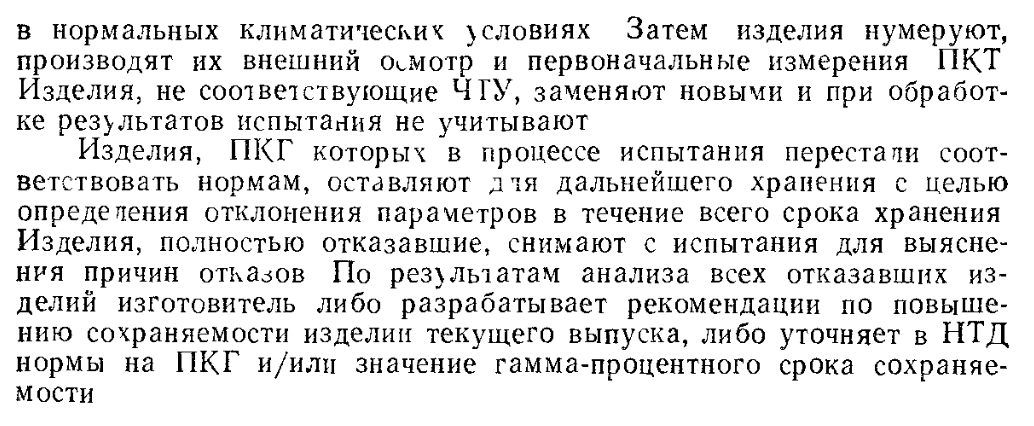 в нормальных климатических условиях Затем изделия нумеруют,
производят их внешний осмотр и первоначальные измерения ПКГ
Изделия, не соответствующие ЧТУ, заменяют новыми и при обработ-
ке результатов испытания не учитывают
Изделия, ПКГ которых в процессе испытания перестали соот-
ветствовать нормам, оставляют для дальнейшего хранения с целью
определения отклонения параметров в течение всего срока хранения
Изделия, полностью отказавшие, снимают с испытания для выясне-
ния причин отказов По результатам анализа всех отказавших из-
делий изготовитель либо разрабатывает рекомендации по повыше-
нию сохраняемости изделии текущего выпуска, либо уточняет в НТД
нормы на ПКГ и/или значение гамма-процентного срока сохраняе-
мости